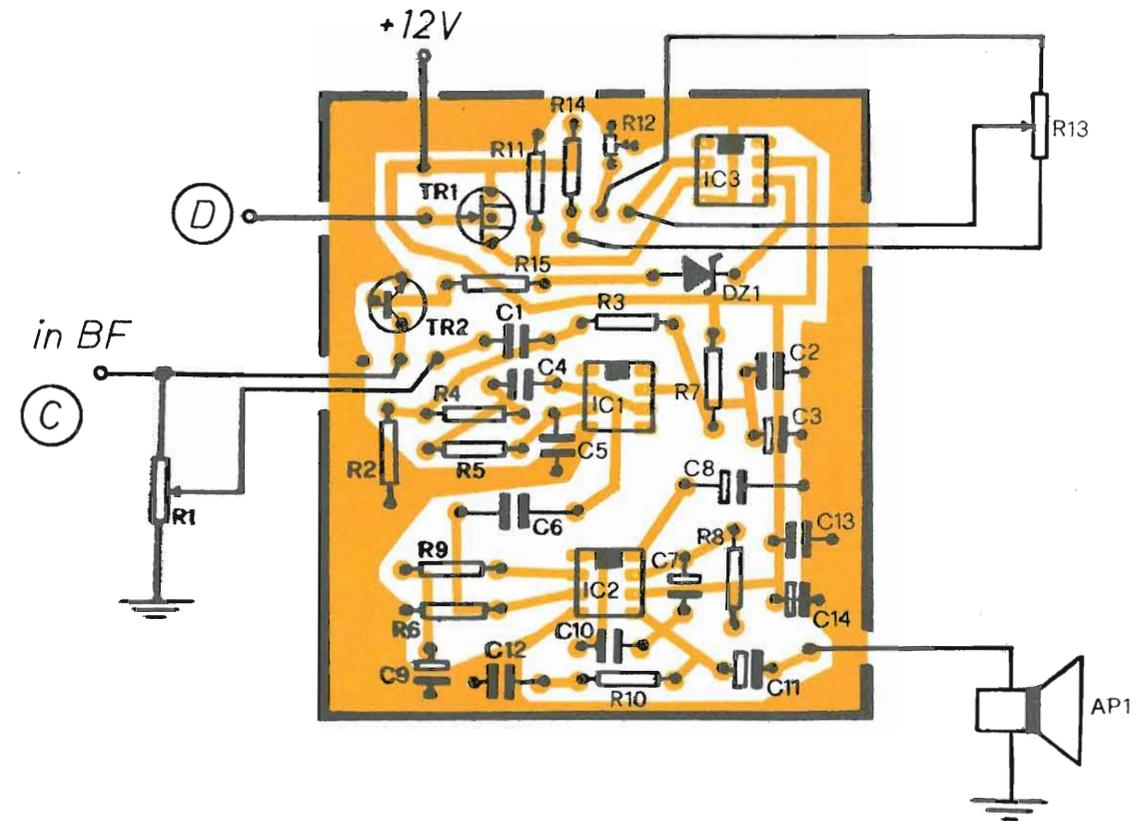 +12V
R14
R12
R11
R13
IC3
TR1
D
R15
DZ1
R3
C1
TR2
in BF
C2
C4
R7
R4
IC1
C
C3
C5
R2
R5
C8
R1
C6
C13
R8
R9
C7
IC2
C14
R6
C10
C12
C9
C11
R10
AP1